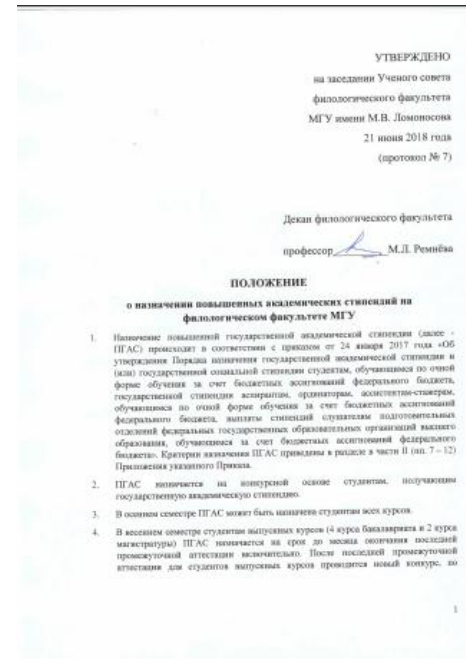 УТВЕРЖДЕНО
на заседании Ученого совета
филологического факультета
МГУ имени М.В. Ломоносова
21 июня 2018 года
(протокол № 7)
Декан филологического факультета
профессор М.Л. Ремнёва
ПОЛОЖЕНИЕ
о назначении повышенных академических стипендий на
филологическом факультете МГУ
1. Назначение повышенной государственной академической стипендии (далее -
ПГАС) происходит в соответствии с приказом от 24 января 2017 года «Об
утверждении Порядка назначения государственной академической стипендии и
(или) государственной социальной стипендии студентам, обучающимся по очной
форме обучения за счет бюджетных ассигнований федерального бюджета,
государственной стипендии аспирантам, ординаторам, ассистентам-стажерам,
обучающимся по очной форме обучения за счет бюджетных ассигнований
федерального бюджета, выплаты стипендий слушателям подготовительных
отделений федеральных государственных образовательных организаций высшего
образования, обучающимся за счет бюджетных ассигнований федерального
бюджета». Критерии назначения ПГАС приведены в разделе в части II (пп. 7 – 12)
Приложения указанного Приказа.
2. ПГАС назначается на конкурсной основе студентам, получающим
государственную академическую стипендию.
3. В осеннем семестре ПГАС может быть назначена студентам всех курсов.
4. В весеннем семестре студентам выпускных курсов (4 курса бакалавриата и 2 курса
магистратуры) ПГАС назначается на срок до месяца окончания последней
промежуточной аттестации включительно. После последней промежуточной
аттестации для студентов выпускных курсов проводится новый конкурс, по
1